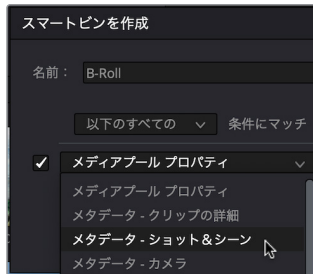 スマートビンを作成
名前： B-Roll
以下のすべての 条件にマッチ
メディアプール プロパティ
メディアプール プロパティ
メタデータ - クリップの詳細
メタデータ - ショット＆シーン
メタデータ - カメラ